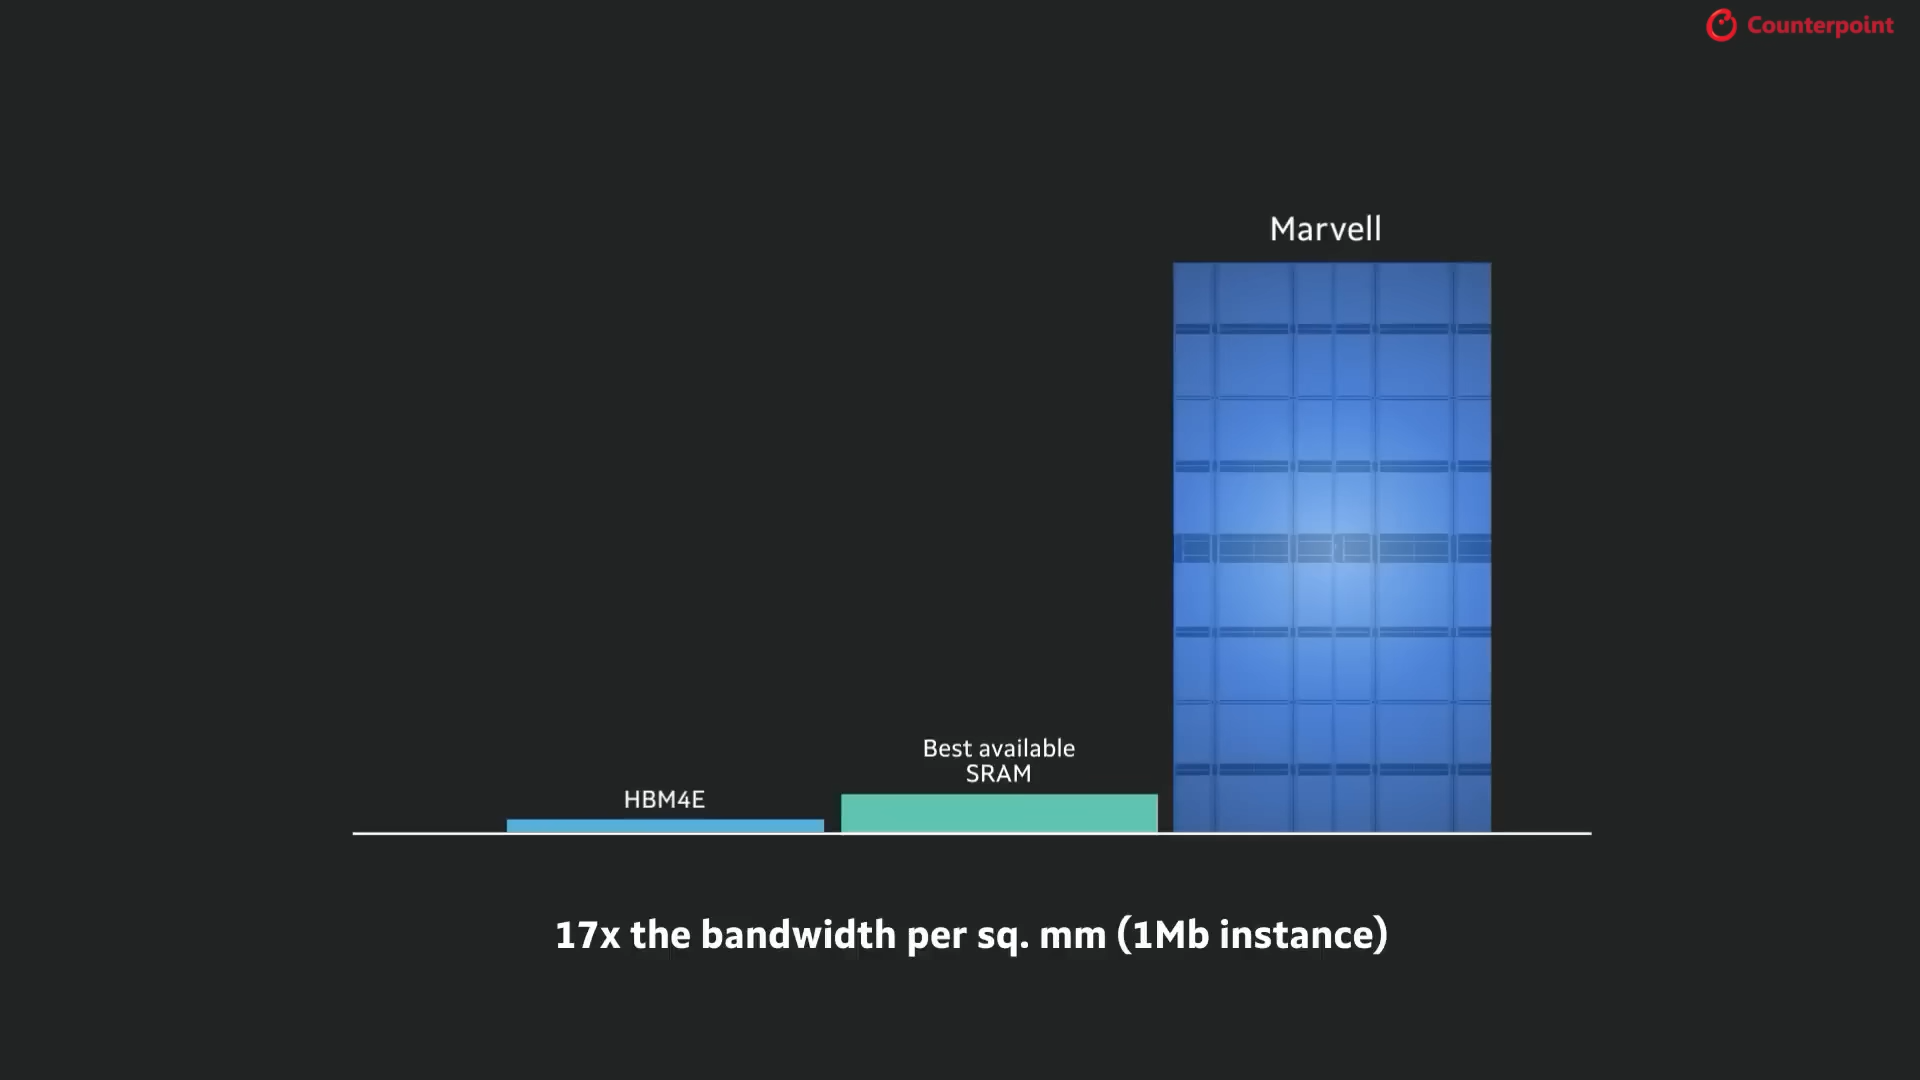 Counterpoint
Marvell
Best available
SRAM
HBM4E
17x the bandwidth per sq. mm (1Mb instance)